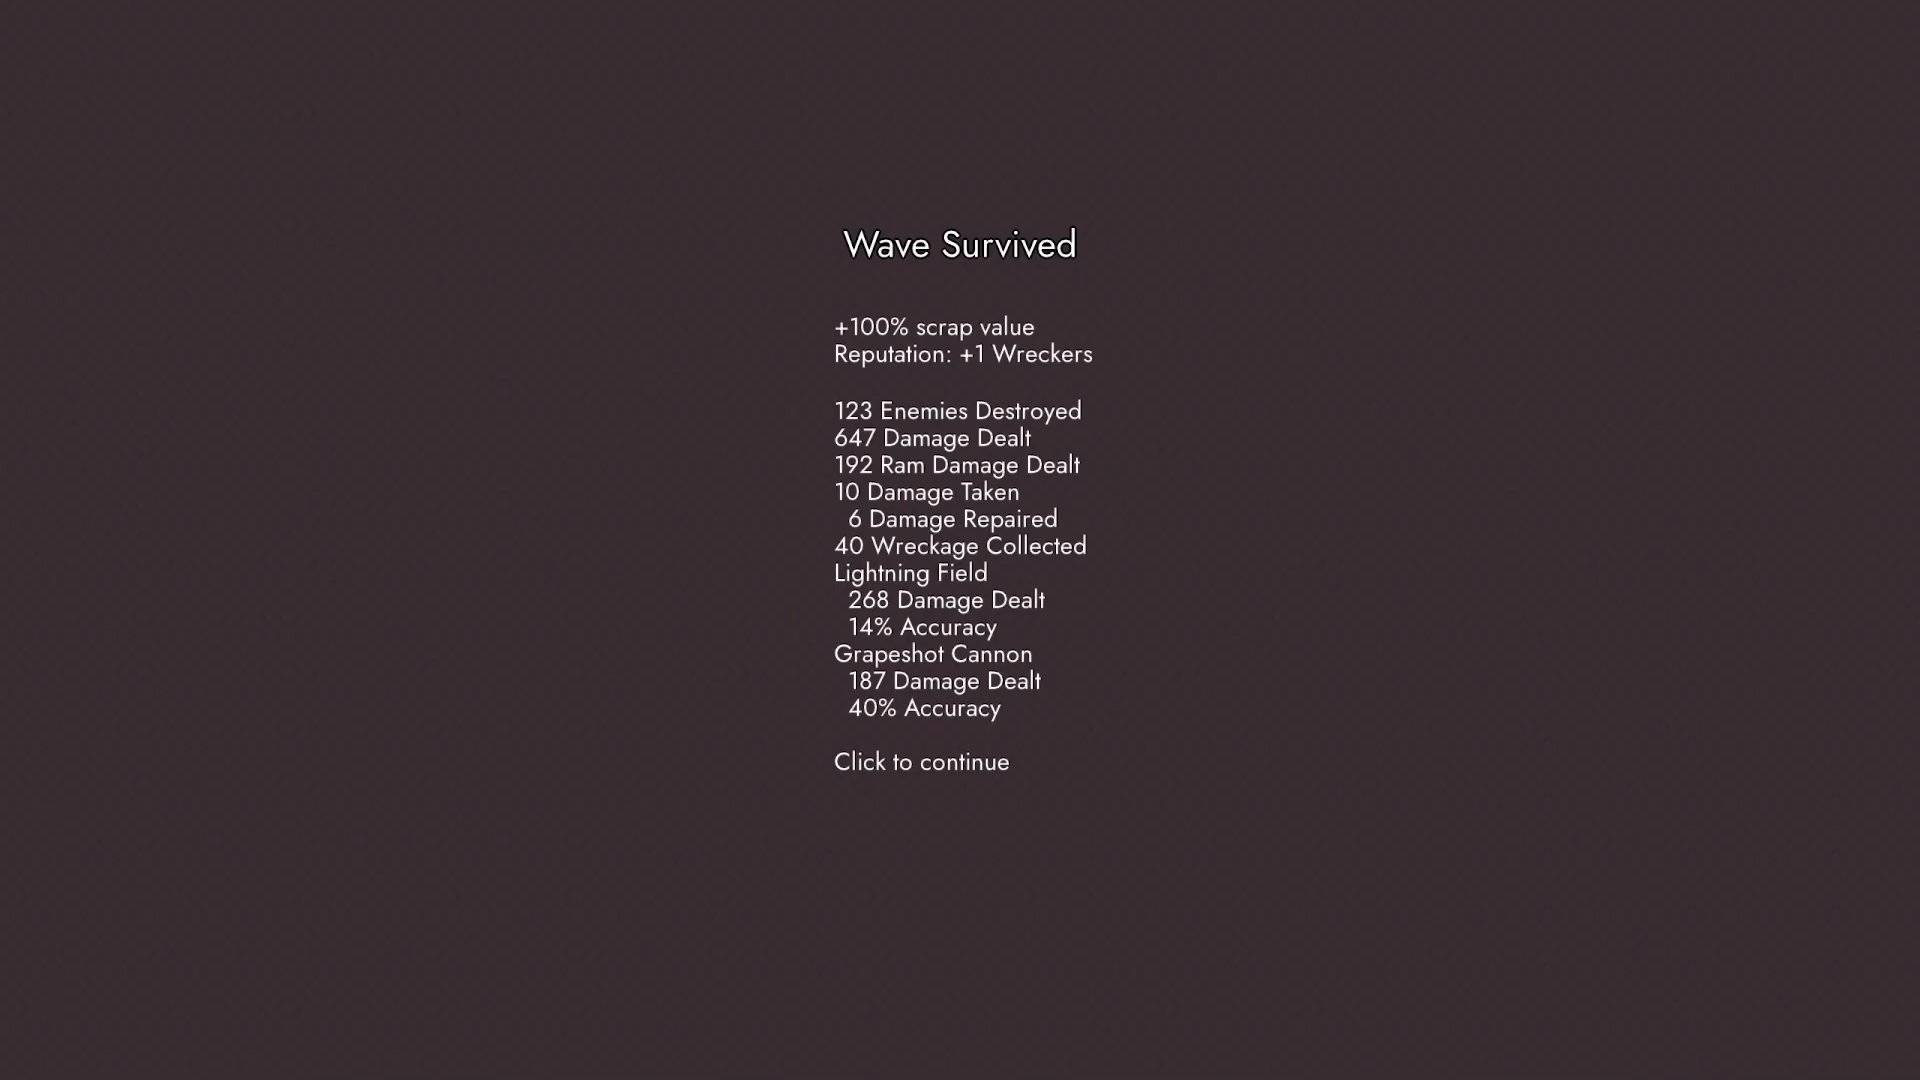 Wave Survived
+100% scrap value
Reputation: +1 Wreckers
123 Enemies Destroyed
647 Damage Dealt
192 Ram Damage Dealt
10 Damage Taken
6 Damage Repaired
40 Wreckage Collected
Lightning Field
268 Damage Dealt
14% Accuracy
Grapeshot Cannon
187 Damage Dealt
40% Accuracy
Click to continue